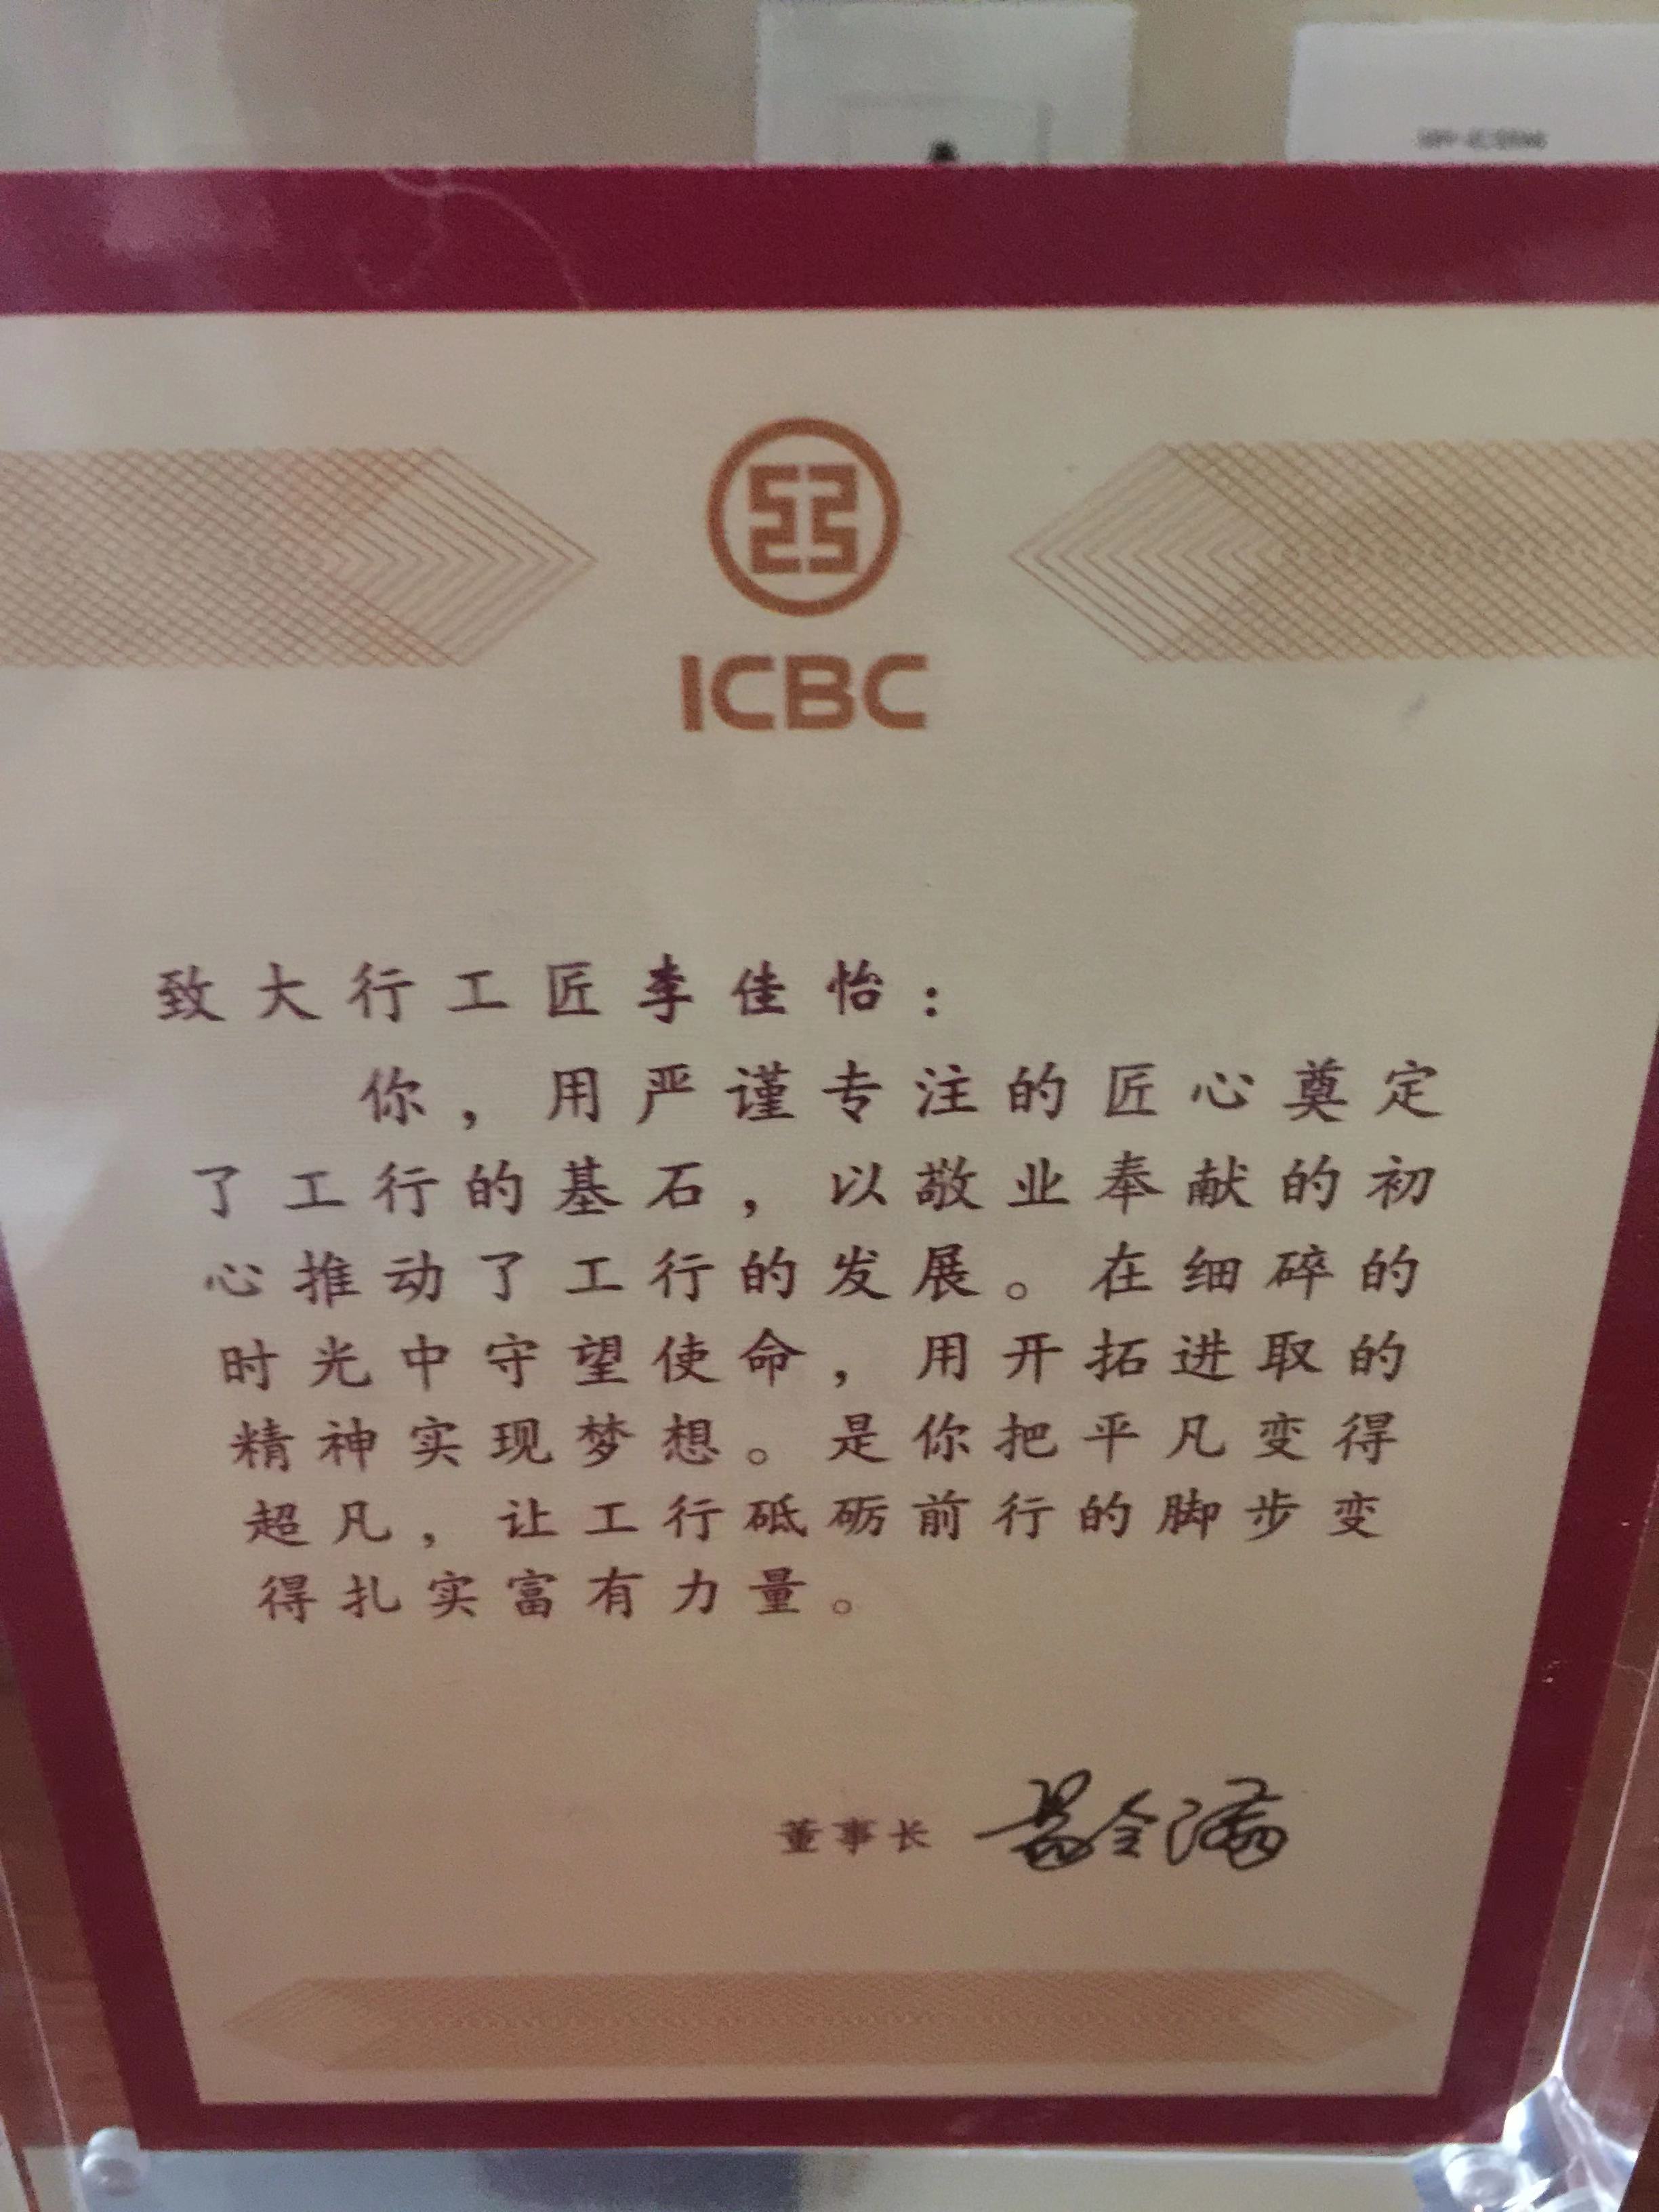 ICBC
致大行工匠李佳怡：
你，用严谨专注的匠心奠定
了工行的基石，以敬业奉献的初
心推动了工行的发展。在细碎的
时光中守望使命，用开拓进取的
精神实现梦想。是你把平凡变得
超凡，让工行砥砺前行的脚步变
得扎实富有力量。
董事长